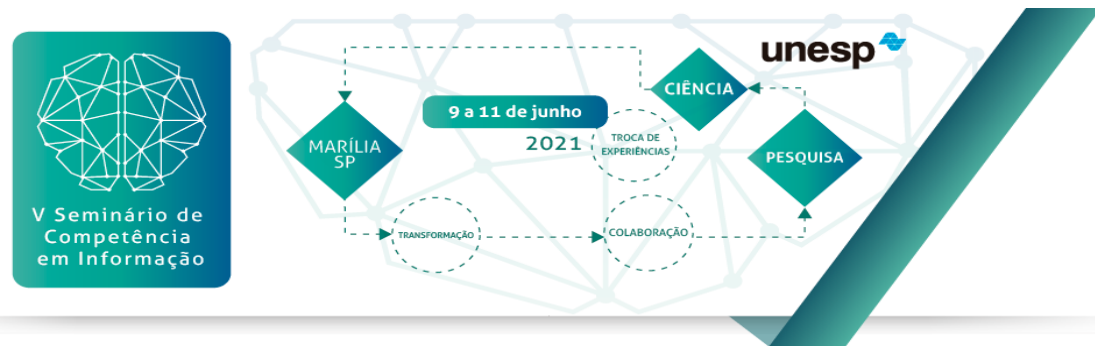 V Seminário de
Competência
em Informação
unesp
CIÊNCIA
9 a 11 de junho
2021
TROCA DE
EXPERIÊNCIAS
MARÍLIA
SP
PESQUISA
TRANSFORMAÇÃO
COLABORAÇÃO